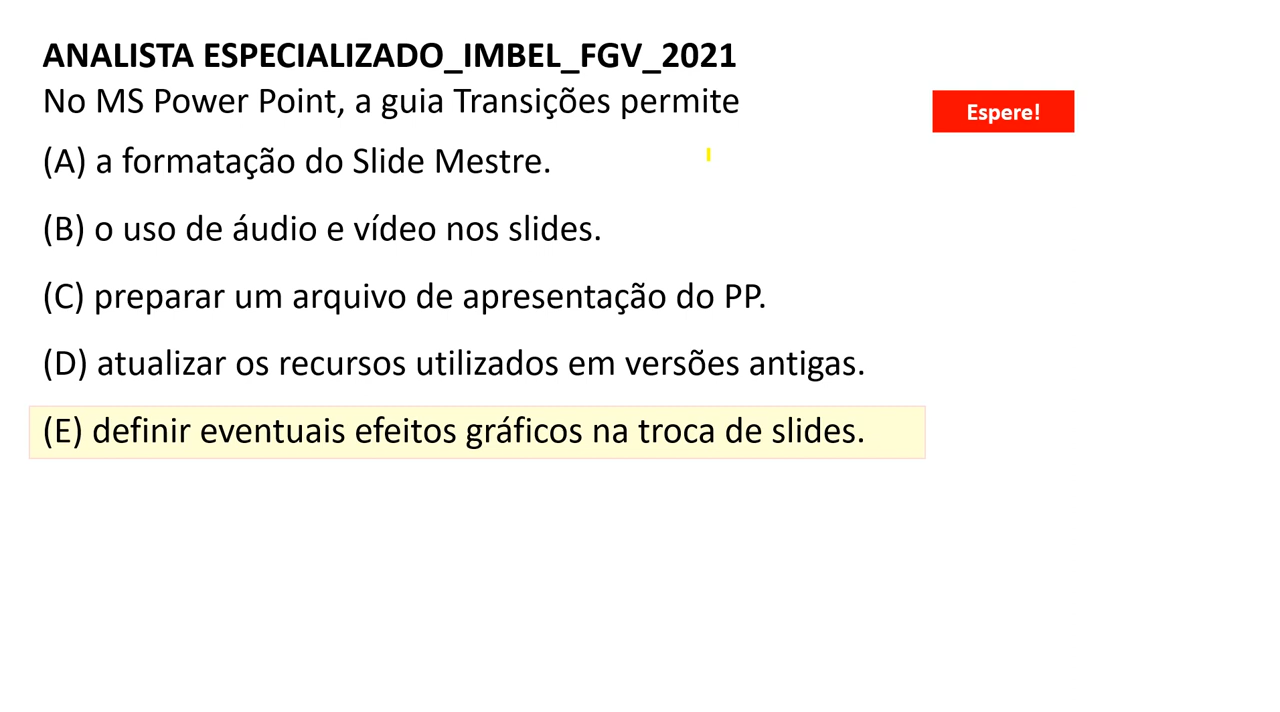 ANALISTA ESPECIALIZADO_IMBEL_FGV_2021
No MS Power Point, a guia Transições permite
Espere!
(A) a formatação do Slide Mestre.
(B) o uso de áudio e vídeo nos slides.
(C) preparar um arquivo de apresentação do PP.
(D) atualizar os recursos utilizados em versões antigas.
(E) definir eventuais efeitos gráficos na troca de slides.